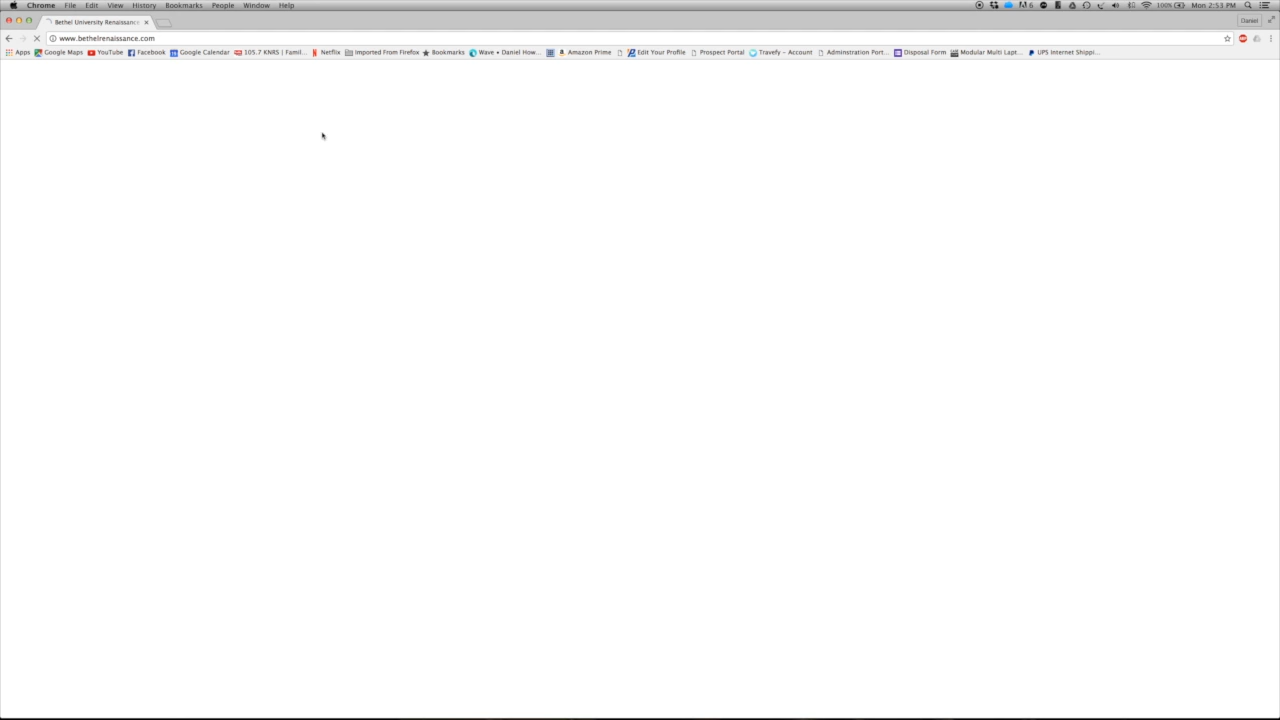 Chrome File Edit View History Bookmarks People Window Help 6 100% Mon 2:53 PM
Bethel University Renaissance Daniel
www.bethelrenaissance.com
Apps Google Maps YouTube Facebook Google Calendar 105.7 KNRS | Famil... Netflix Imported From Firefox Bookmarks Wave • Daniel How... Amazon Prime Edit Your Profile Prospect Portal Travefy – Account Adminstration Port... Disposal Form Modular Multi Lapt... UPS Internet Shippi...